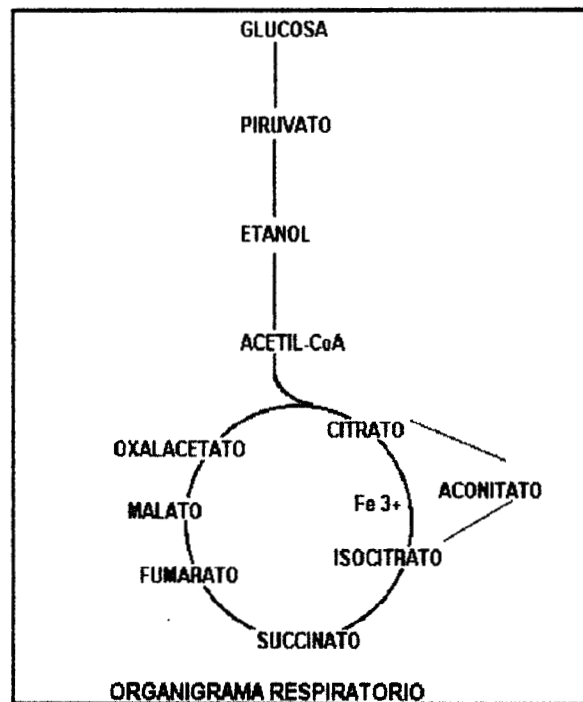 GLUCOSA
PIRUVATO
ETANOL
ACETIL-CoA
CITRATO
OXALACETATO
ACONITATO
Fe 3+
MALATO
ISOCITRATO
FUMARATO
SUCCINATO
ORGANIGRAMA RESPIRATORIO